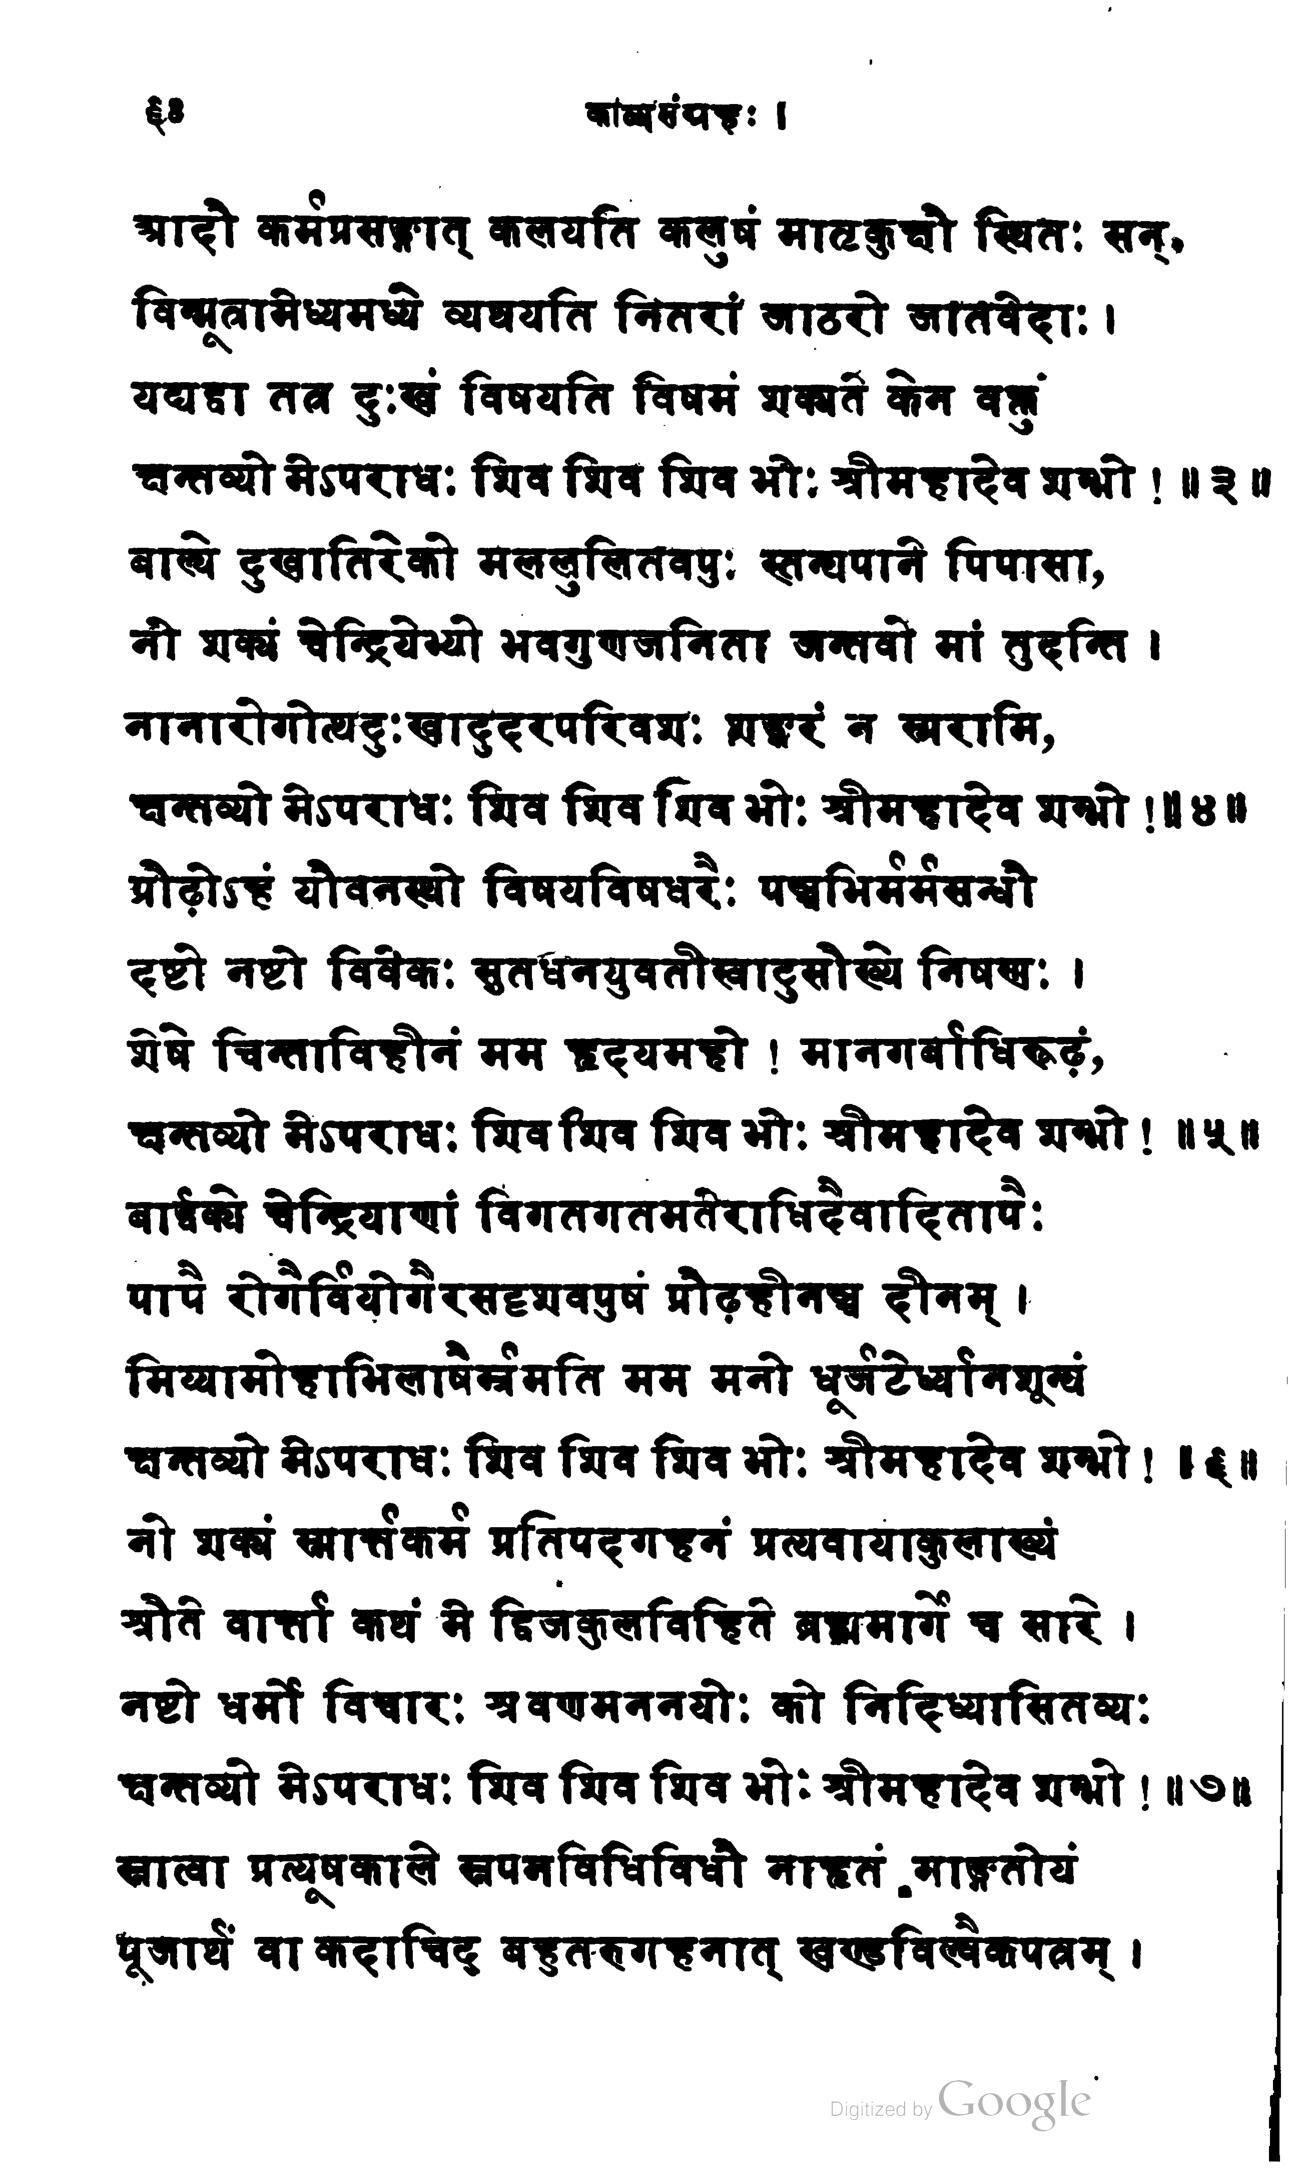 ६४ काव्यसंग्रहः ।
आदौ कर्मप्रसङ्गात् कलयति कलुषं मातृकुक्षौ स्थितः सन्,
विन्मूत्रामेध्यमध्ये व्यथयति नितरां जाठरो जातवेदाः ।
यद्यद्वा तत्र दुःखं विषयति विषमं शक्यते केन वक्तुं
क्षन्तव्यो मेऽपराधः शिव शिव शिव भोः श्रीमहादेव शम्भो ! ॥ ३ ॥
बाल्ये दुखातिरेको मललुलितवपुः स्तन्यपाने पिपासा,
नो शक्यं चेन्द्रियेभ्यो भवगुणजनिता जन्तवो मां तुदन्ति ।
नानारोगोत्थदुःखादुदरपरिवशः शङ्करं न स्मरामि,
क्षन्तव्यो मेऽपराधः शिव शिव शिव भोः श्रीमहादेव शम्भो ! ॥ ४ ॥
प्रौढ़ोऽहं यौवनस्थो विषयविषधरैः पञ्चभिर्मर्मसन्धौ
दष्टो नष्टो विवेकः सुतधनयुवतीस्वादुसौख्ये निषणः ।
शेषे चिन्ताविहीनं मम हृदयमहो ! मानगर्बाधिरूढ़ं,
क्षन्तव्यो मेऽपराधः शिव शिव शिव भोः श्रीमहादेव शम्भो ! ॥ ५ ॥
बार्द्धक्ये चेन्द्रियाणां विगतगतमतेराधिदैवादितापैः
पापै रोगैर्वियोगैरसदृशवपुषं प्रौढ़हीनञ्च दीनम् ।
मिथ्यामोहाभिलाषैर्भ्रमति मम मनो धूर्जटेर्ध्यानशून्यं
क्षन्तव्यो मेऽपराधः शिव शिव शिव भोः श्रीमहादेव शम्भो ! ॥ ६ ॥
नो शक्यं स्मार्त्तकर्म प्रतिपदगहनं प्रत्यवायाकुलाख्यं
श्रौते वार्त्ता कथं मे द्विजकुलविहिते ब्रह्ममार्गे च सारे ।
नष्टो धर्मो विचारः श्रवणमननयोः को निदिध्यासितव्यः
क्षन्तव्यो मेऽपराधः शिव शिव शिव भोः श्रीमहादेव शम्भो ! ॥ ७ ॥
स्नात्वा प्रत्यूषकाले स्नपनविधिविधौ नाहृतं गाङ्गतोयं
पूजार्थं वा कदाचिद् बहुतरुगहनात् खण्डविल्वैकपत्रम् ।
Digitized by Google